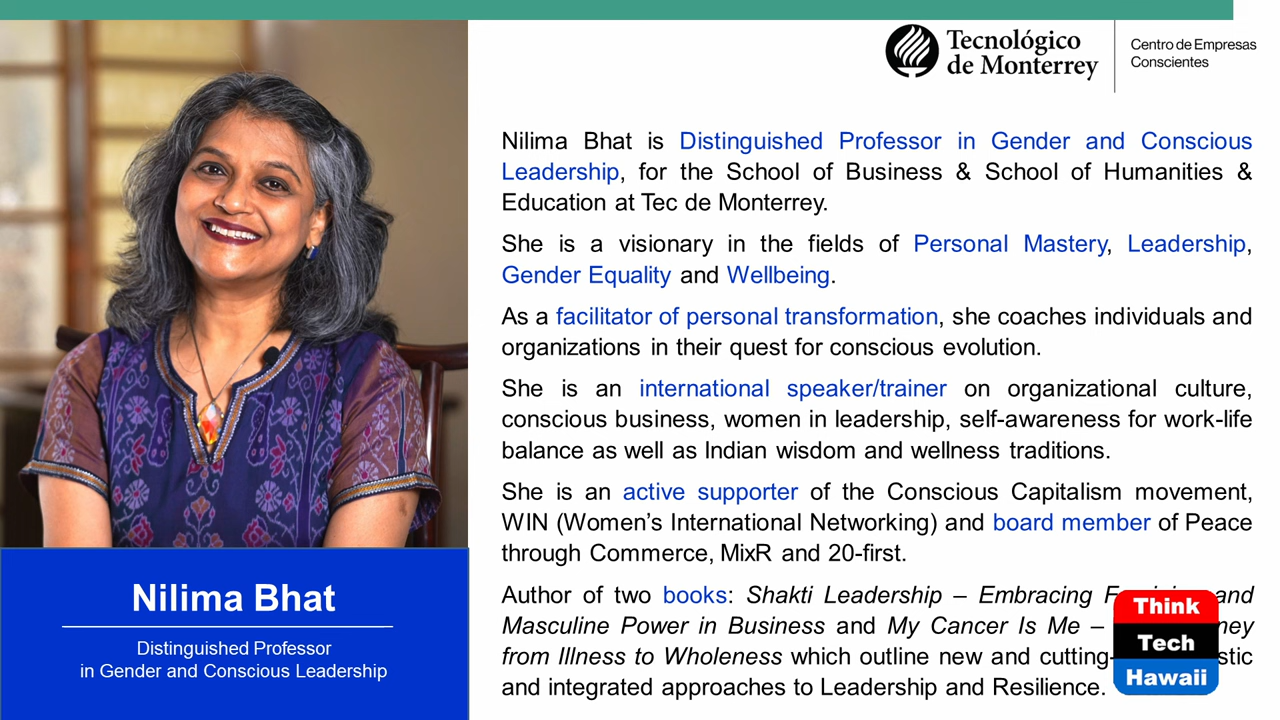 Tecnológico
de Monterrey
Centro de Empresas
Conscientes
Nilima Bhat is Distinguished Professor in Gender and Conscious
Leadership, for the School of Business & School of Humanities &
Education at Tec de Monterrey.
She is a visionary in the fields of Personal Mastery, Leadership,
Gender Equality and Wellbeing.
As a facilitator of personal transformation, she coaches individuals and
organizations in their quest for conscious evolution.
She is an international speaker/trainer on organizational culture,
conscious business, women in leadership, self-awareness for work-life
balance as well as Indian wisdom and wellness traditions.
She is an active supporter of the Conscious Capitalism movement,
WIN (Women's International Networking) and board member of Peace
through Commerce, MixR and 20-first.
Author of two books: Shakti Leadership – Embracing and
Masculine Power in Business and My Cancer Is Me –
from Illness to Wholeness which outline new and
and integrated approaches to Leadership and Resilience.
Nilima Bhat
Distinguished Professor
in Gender and Conscious Leadership
Think
Tech
Hawaii